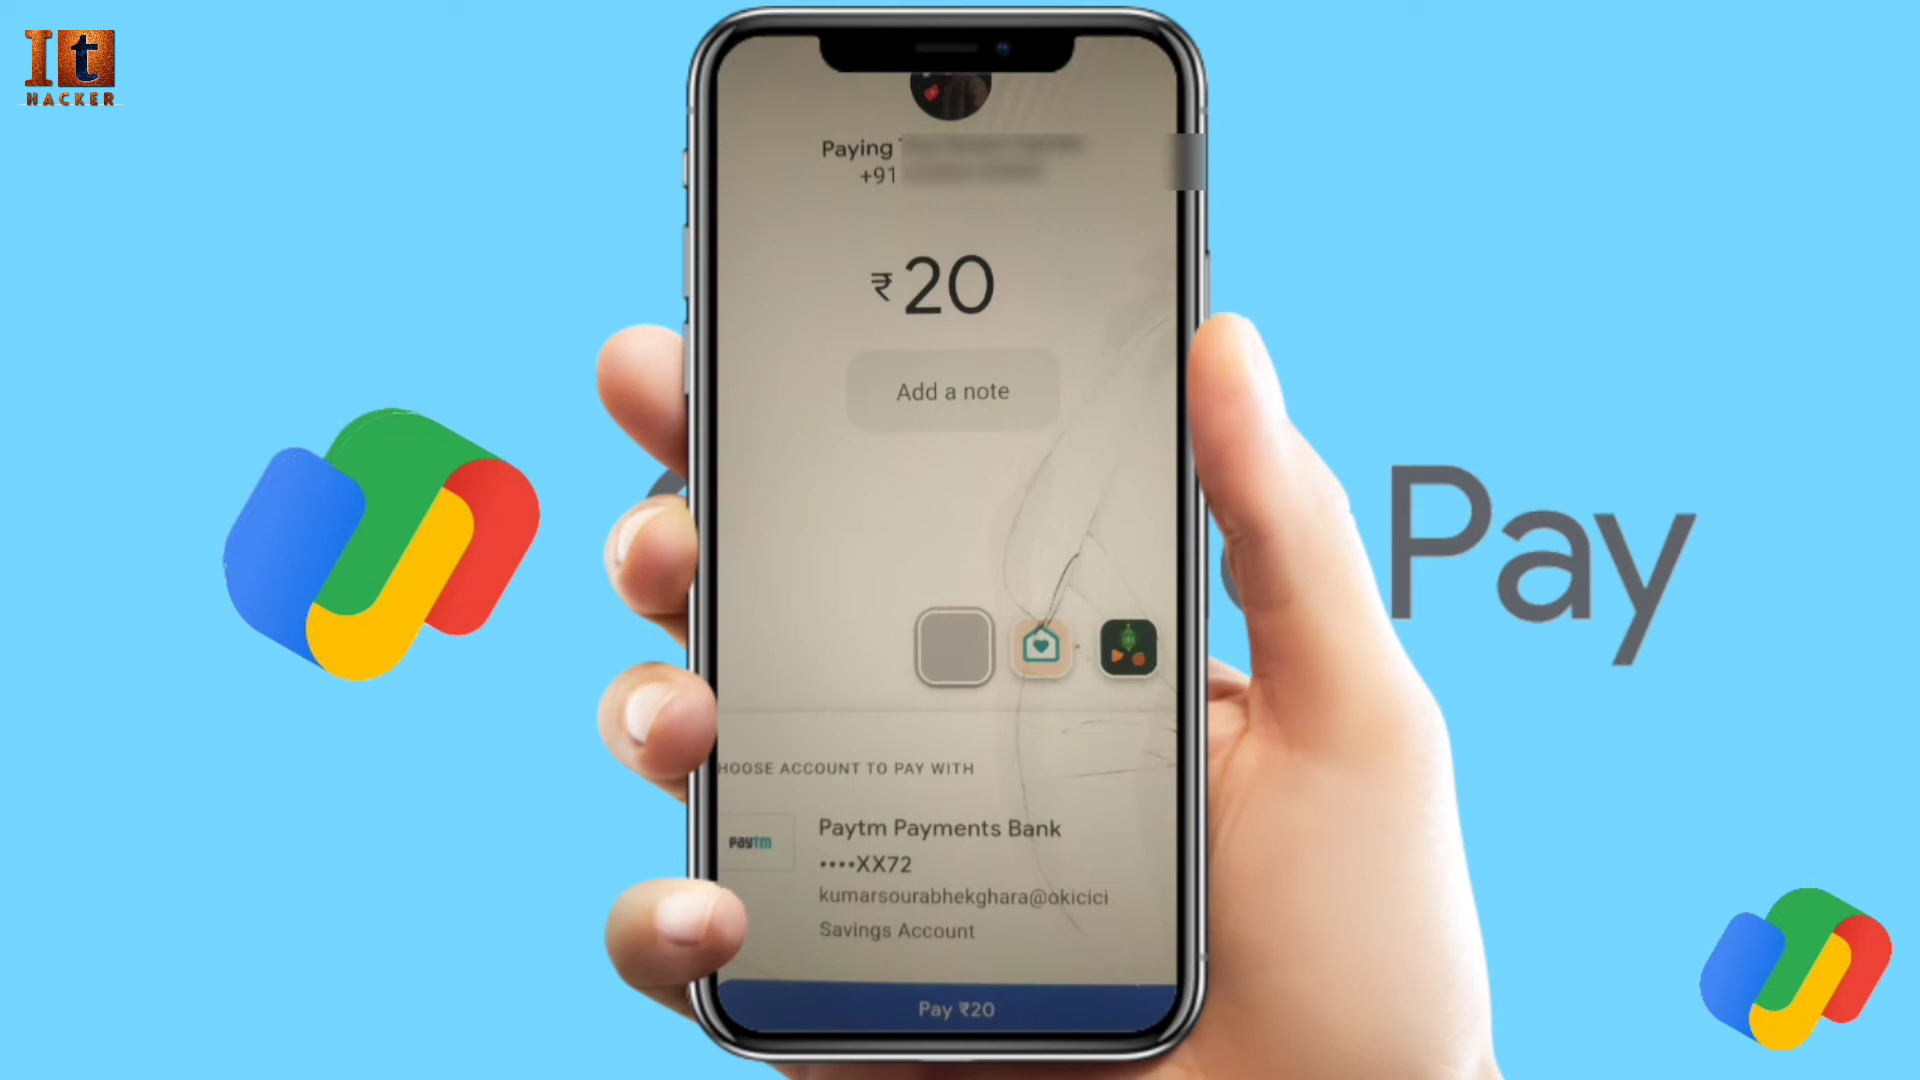 It
HACKER
Paying
+91
₹20
Add a note
Pay
HOOSE ACCOUNT TO PAY WITH
paytm
Paytm Payments Bank
••••XX72
kumarsourabhekghara@okicici
Savings Account
Pay ₹20